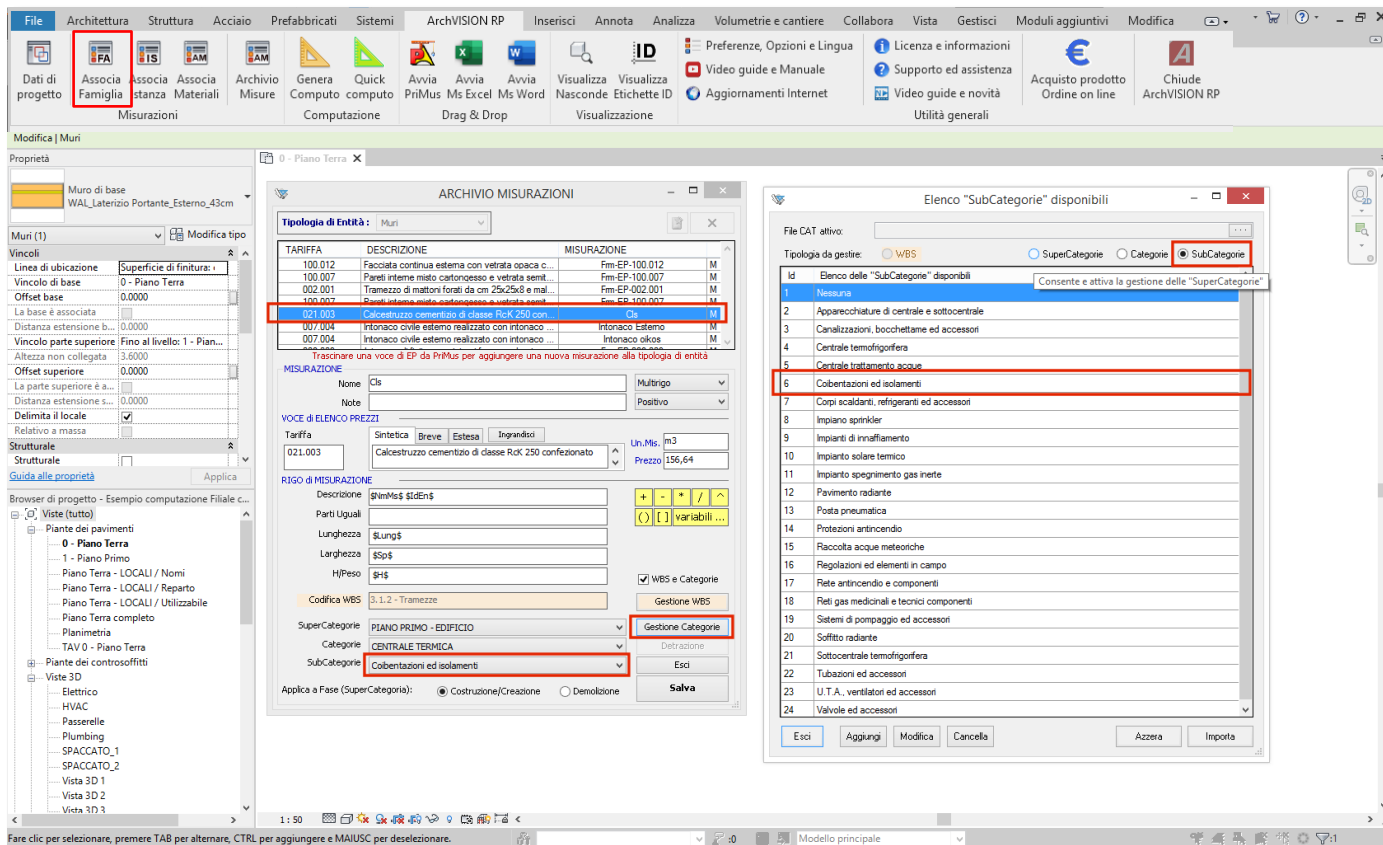 File Architettura Struttura Acciaio Prefabbricati Sistemi ArchVISION RP Inserisci Annota Analizza Volumetrie e cantiere Collabora Vista Gestisci Moduli aggiuntivi Modifica
FA IS AM AM
Dati di progetto
Associa Famiglia
Associa Istanza
Associa Materiali
Archivio Misure
Genera Computo
Quick computo
Avvia PriMus
Avvia Ms Excel
Avvia Ms Word
Visualizza Nasconde
ID
Visualizza Etichette ID
Preferenze, Opzioni e Lingua
Video guide e Manuale
Aggiornamenti Internet
Licenza e informazioni
Supporto ed assistenza
Video guide e novità
Acquisto prodotto Ordine on line
Chiude ArchVISION RP
Misurazioni Computazione Drag & Drop Visualizzazione Utilità generali
Modifica | Muri
Proprietà
Muro di base
WAL_Laterizio Portante_Esterno_43cm
Muri (1) Modifica tipo
Vincoli
Linea di ubicazione Superficie di finitura:
Vincolo di base 0 - Piano Terra
Offset base 0.0000
La base è associata
Distanza estensione b... 0.0000
Vincolo parte superiore Fino al livello: 1 - Pian...
Altezza non collegata 3.6000
Offset superiore 0.0000
La parte superiore è a...
Distanza estensione s... 0.0000
Delimita il locale
Relativo a massa
Strutturale
Strutturale
Guida alle proprietà Applica
Browser di progetto - Esempio computazione Filiale c...
Viste (tutto)
Piante dei pavimenti
0 - Piano Terra
1 - Piano Primo
Piano Terra - LOCALI / Nomi
Piano Terra - LOCALI / Reparto
Piano Terra - LOCALI / Utilizzabile
Piano Terra completo
Planimetria
TAV 0 - Piano Terra
Piante dei controsoffitti
Viste 3D
Elettrico
HVAC
Passerelle
Plumbing
SPACCATO_1
SPACCATO_2
Vista 3D 1
Vista 3D 2
Vista 3D 3
0 - Piano Terra
ARCHIVIO MISURAZIONI
Tipologia di Entità : Muri
TARIFFA DESCRIZIONE MISURAZIONE
100.012 Facciata continua esterna con vetrata opaca c... Frm-EP-100.012 M
100.007 Pareti interne misto cartongesso e vetrata semit... Frm-EP-100.007 M
002.001 Tramezzo di mattoni forati da cm 25x25x8 e mal... Frm-EP-002.001 M
100.007 Pareti interne misto cartongesso e vetrata semit... Frm-EP-100.007 M
021.003 Calcestruzzo cementizio di classe RcK 250 con... Cls M
007.004 Intonaco civile esterno realizzato con intonaco ... Intonaco Esterno M
007.004 Intonaco civile esterno realizzato con intonaco ... Intonaco oikos M
Trascinare una voce di EP da PriMus per aggiungere una nuova misurazione alla tipologia di entità
MISURAZIONE
Nome Cls Multirigo
Note Positivo
VOCE di ELENCO PREZZI
Tariffa Sintetica Breve Estesa Ingrandisci
021.003 Calcestruzzo cementizio di classe RcK 250 confezionato
Un.Mis. m3
Prezzo 156,64
RIGO di MISURAZIONE
Descrizione $NmMs$ $IdEn$ + - * / ^
Parti Uguali () [ ] variabili ...
Lunghezza $Lung$
Larghezza $Sp$
H/Peso $H$ WBS e Categorie
Codifica WBS 3.1.2 - Tramezze Gestione WBS
SuperCategorie PIANO PRIMO - EDIFICIO Gestione Categorie
Categorie CENTRALE TERMICA Detrazione
SubCategorie Coibentazioni ed isolamenti Esci
Applica a Fase (SuperCategoria): Costruzione/Creazione Demolizione Salva
Elenco "SubCategorie" disponibili
File CAT attivo: ...
Tipologia da gestire: WBS SuperCategorie Categorie SubCategorie
Id Elenco delle "SubCategorie" disponibili
Consente e attiva la gestione delle "SuperCategorie"
1 Nessuna
2 Apparecchiature di centrale e sottocentrale
3 Canalizzazioni, bocchettame ed accessori
4 Centrale termofrigorifera
5 Centrale trattamento acque
6 Coibentazioni ed isolamenti
7 Corpi scaldanti, refrigeranti ed accessori
8 Impiano sprinkler
9 Impianti di innaffiamento
10 Impianto solare termico
11 Impianto spegnimento gas inerte
12 Pavimento radiante
13 Posta pneumatica
14 Protezioni antincendio
15 Raccolta acque meteoriche
16 Regolazioni ed elementi in campo
17 Rete antincendio e componenti
18 Reti gas medicinali e tecnici componenti
19 Sistemi di pompaggio ed accessori
20 Soffitto radiante
21 Sottocentrale termofrigorifera
22 Tubazioni ed accessori
23 U.T.A., ventilatori ed accessori
24 Valvole ed accessori
Esci Aggiungi Modifica Cancella Azzera Importa
1 : 50
Fare clic per selezionare, premere TAB per alternare, CTRL per aggiungere e MAIUSC per deselezionare. :0 Modello principale :1